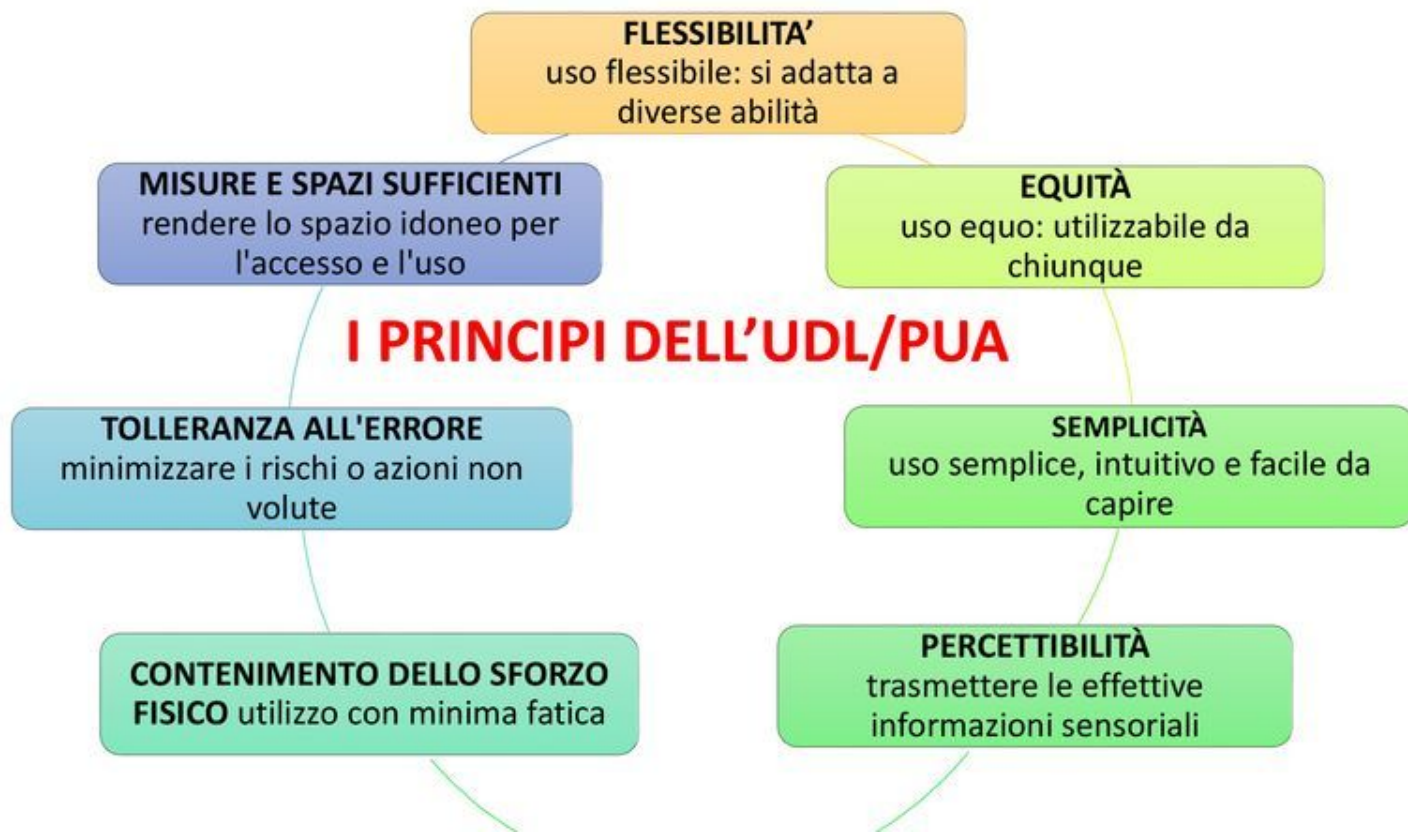 FLESSIBILITA’
uso flessibile: si adatta a
diverse abilità
MISURE E SPAZI SUFFICIENTI
rendere lo spazio idoneo per
l'accesso e l'uso
EQUITÀ
uso equo: utilizzabile da
chiunque
I PRINCIPI DELL’UDL/PUA
TOLLERANZA ALL'ERRORE
minimizzare i rischi o azioni non
volute
SEMPLICITÀ
uso semplice, intuitivo e facile da
capire
CONTENIMENTO DELLO SFORZO
FISICO utilizzo con minima fatica
PERCETTIBILITÀ
trasmettere le effettive
informazioni sensoriali